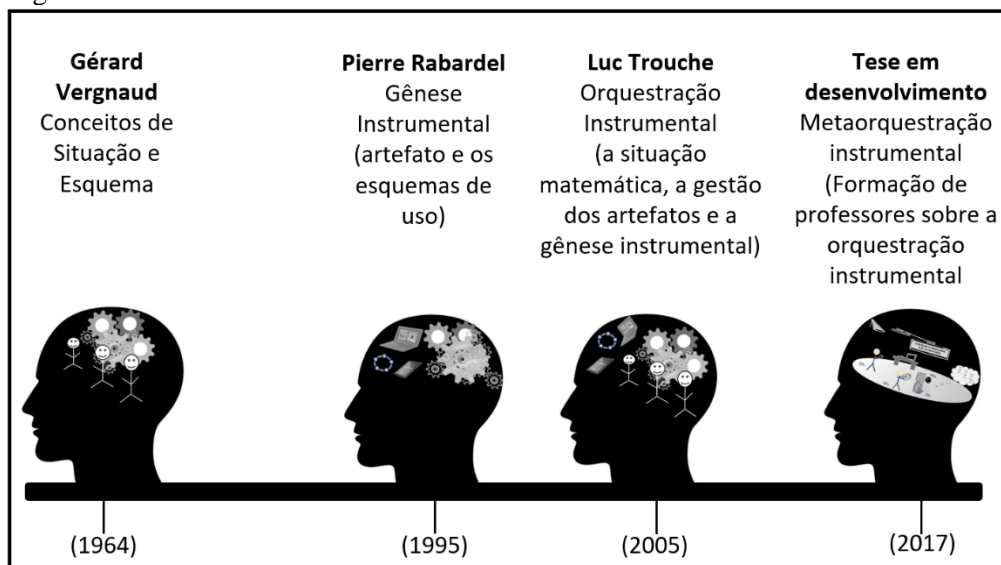 Gérard
Vergnaud
Conceitos de
Situação e
Esquema
Pierre Rabardel
Gênese
Instrumental
(artefato e os
esquemas de
uso)
Luc Trouche
Orquestração
Instrumental
(a situação
matemática, a gestão
dos artefatos e a
gênese instrumental)
Tese em
desenvolvimento
Metaorquestração
instrumental
(Formação de
professores sobre a
orquestração
instrumental
(1964)
(1995)
(2005)
(2017)